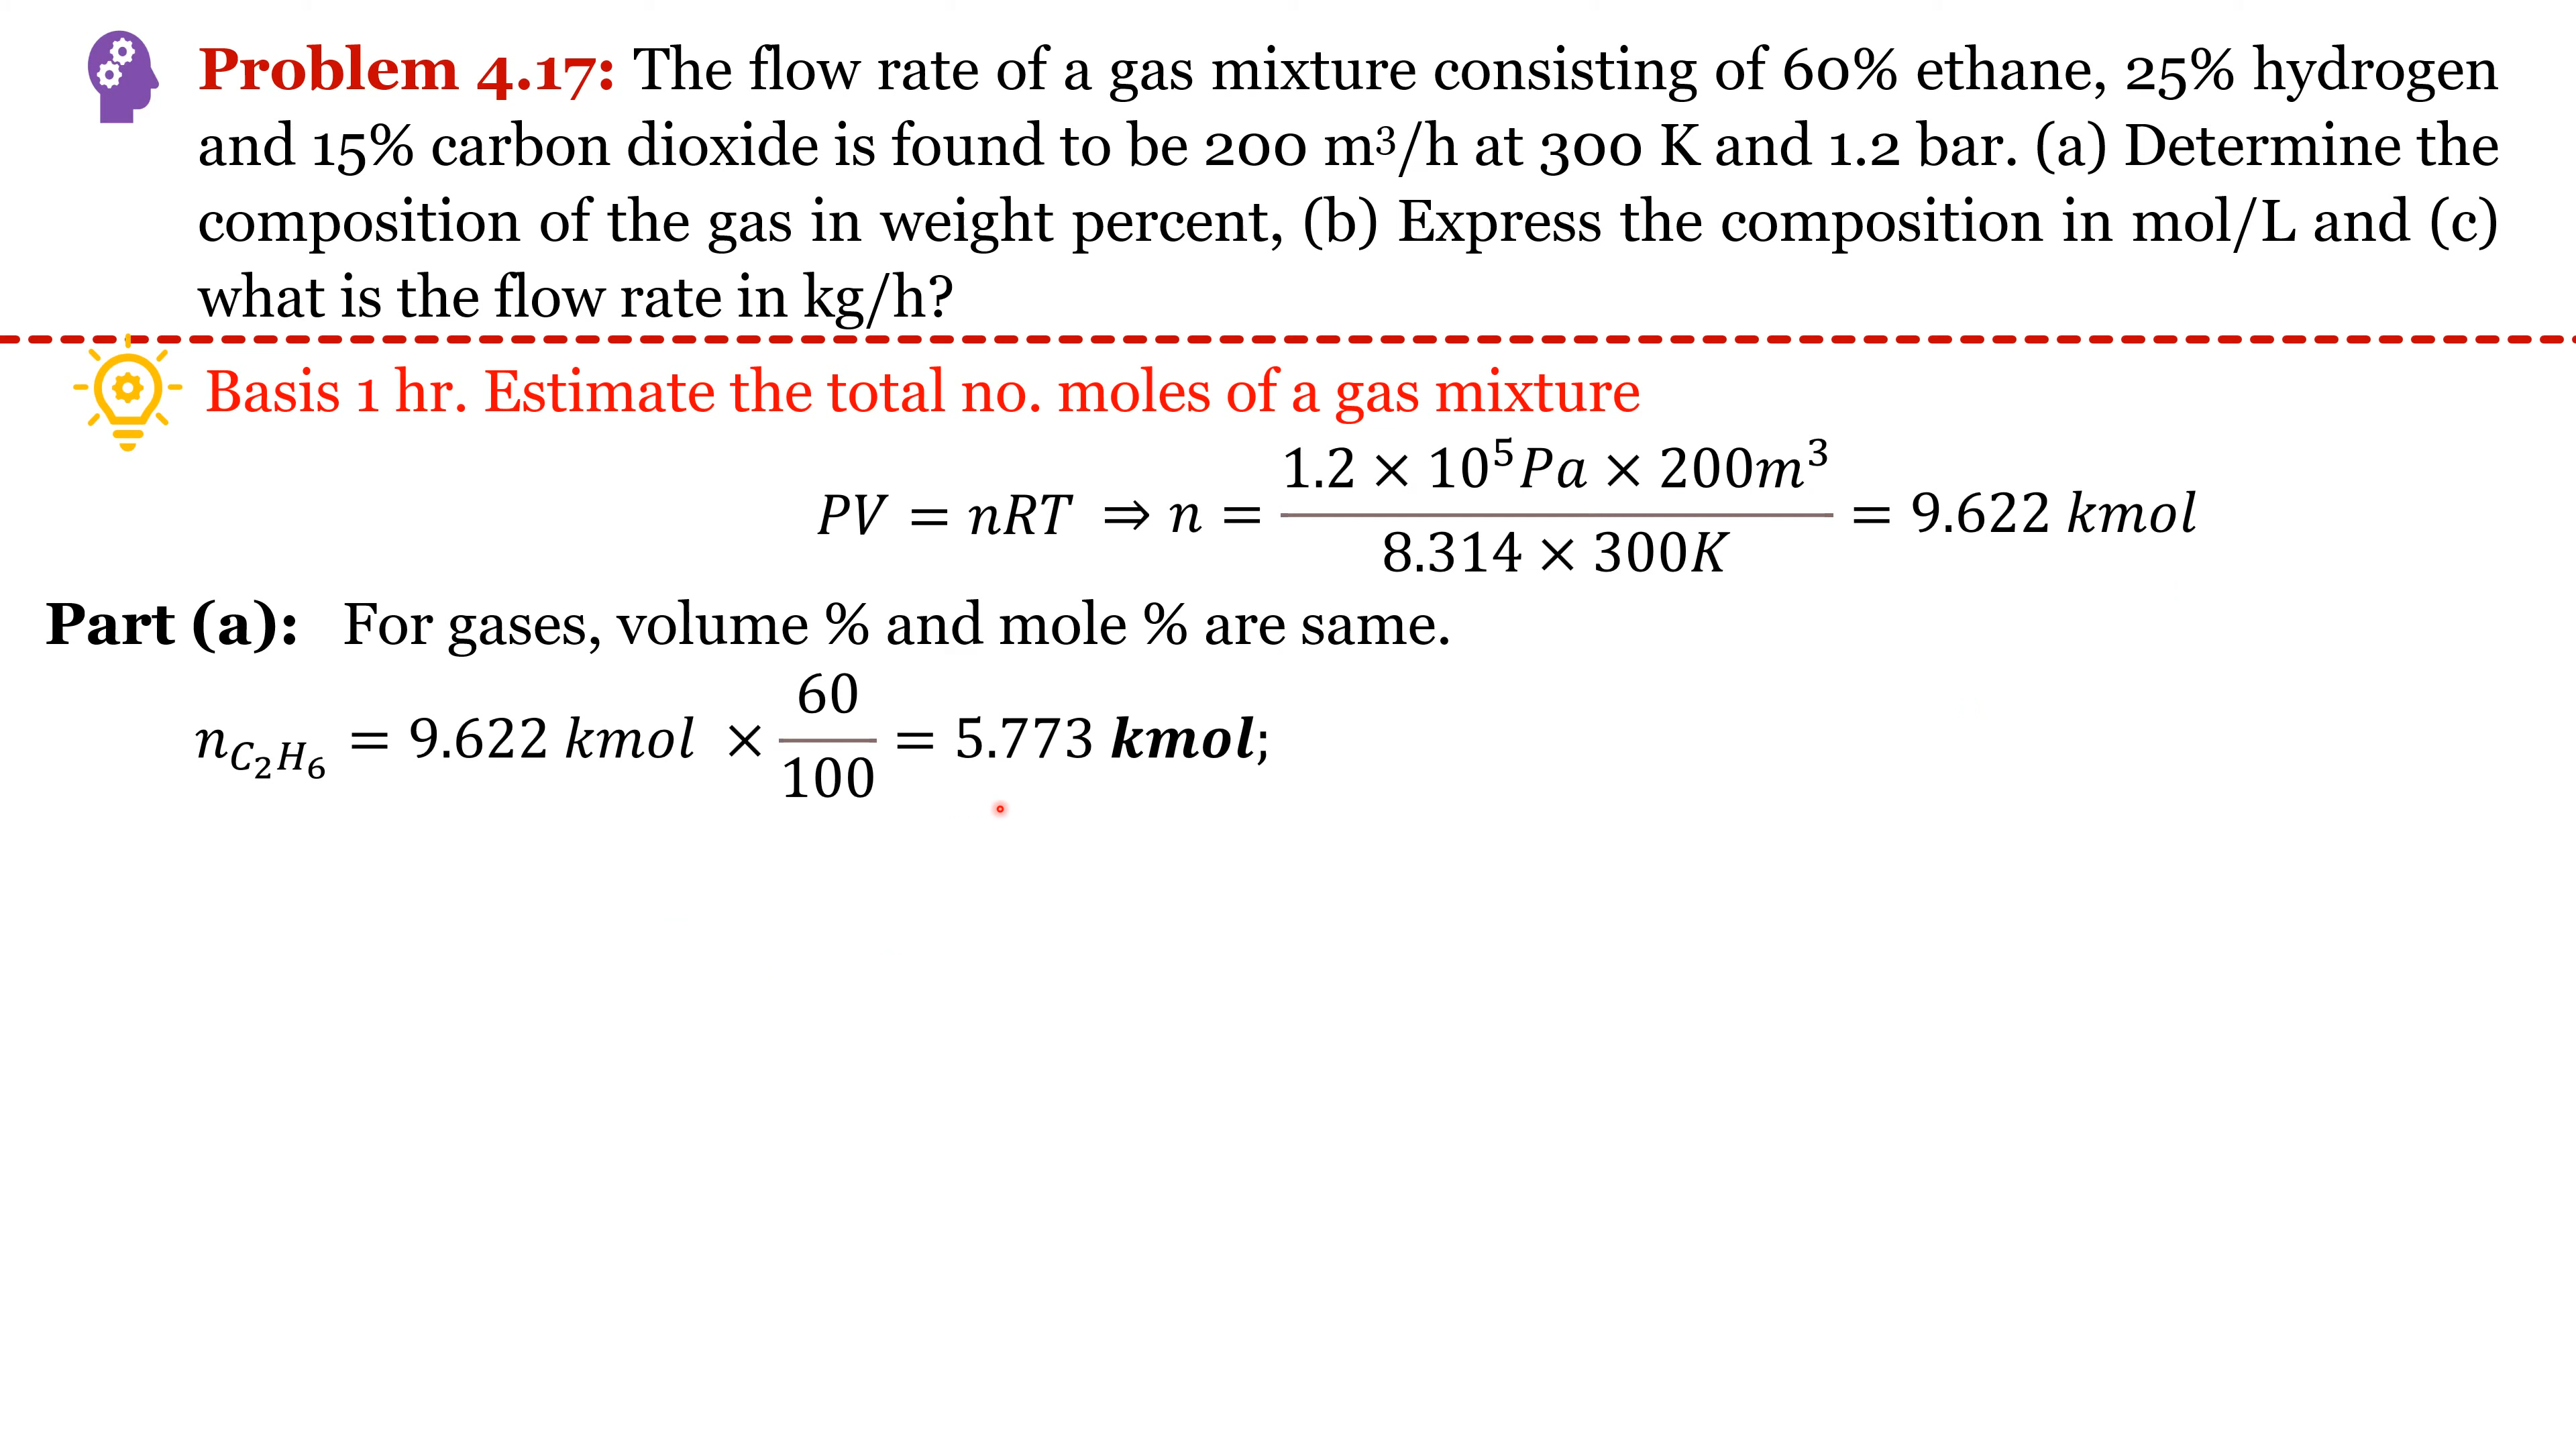 Problem 4.17: The flow rate of a gas mixture consisting of 60% ethane, 25% hydrogen
and 15% carbon dioxide is found to be 200 m³/h at 300 K and 1.2 bar. (a) Determine the
composition of the gas in weight percent, (b) Express the composition in mol/L and (c)
what is the flow rate in kg/h?
Basis 1 hr. Estimate the total no. moles of a gas mixture
PV = nRT ⇒ n = (1.2 × 10⁵Pa × 200m³) / (8.314 × 300K) = 9.622 kmol
Part (a): For gases, volume % and mole % are same.
n_{C₂H₆} = 9.622 kmol × 60/100 = 5.773 kmol;